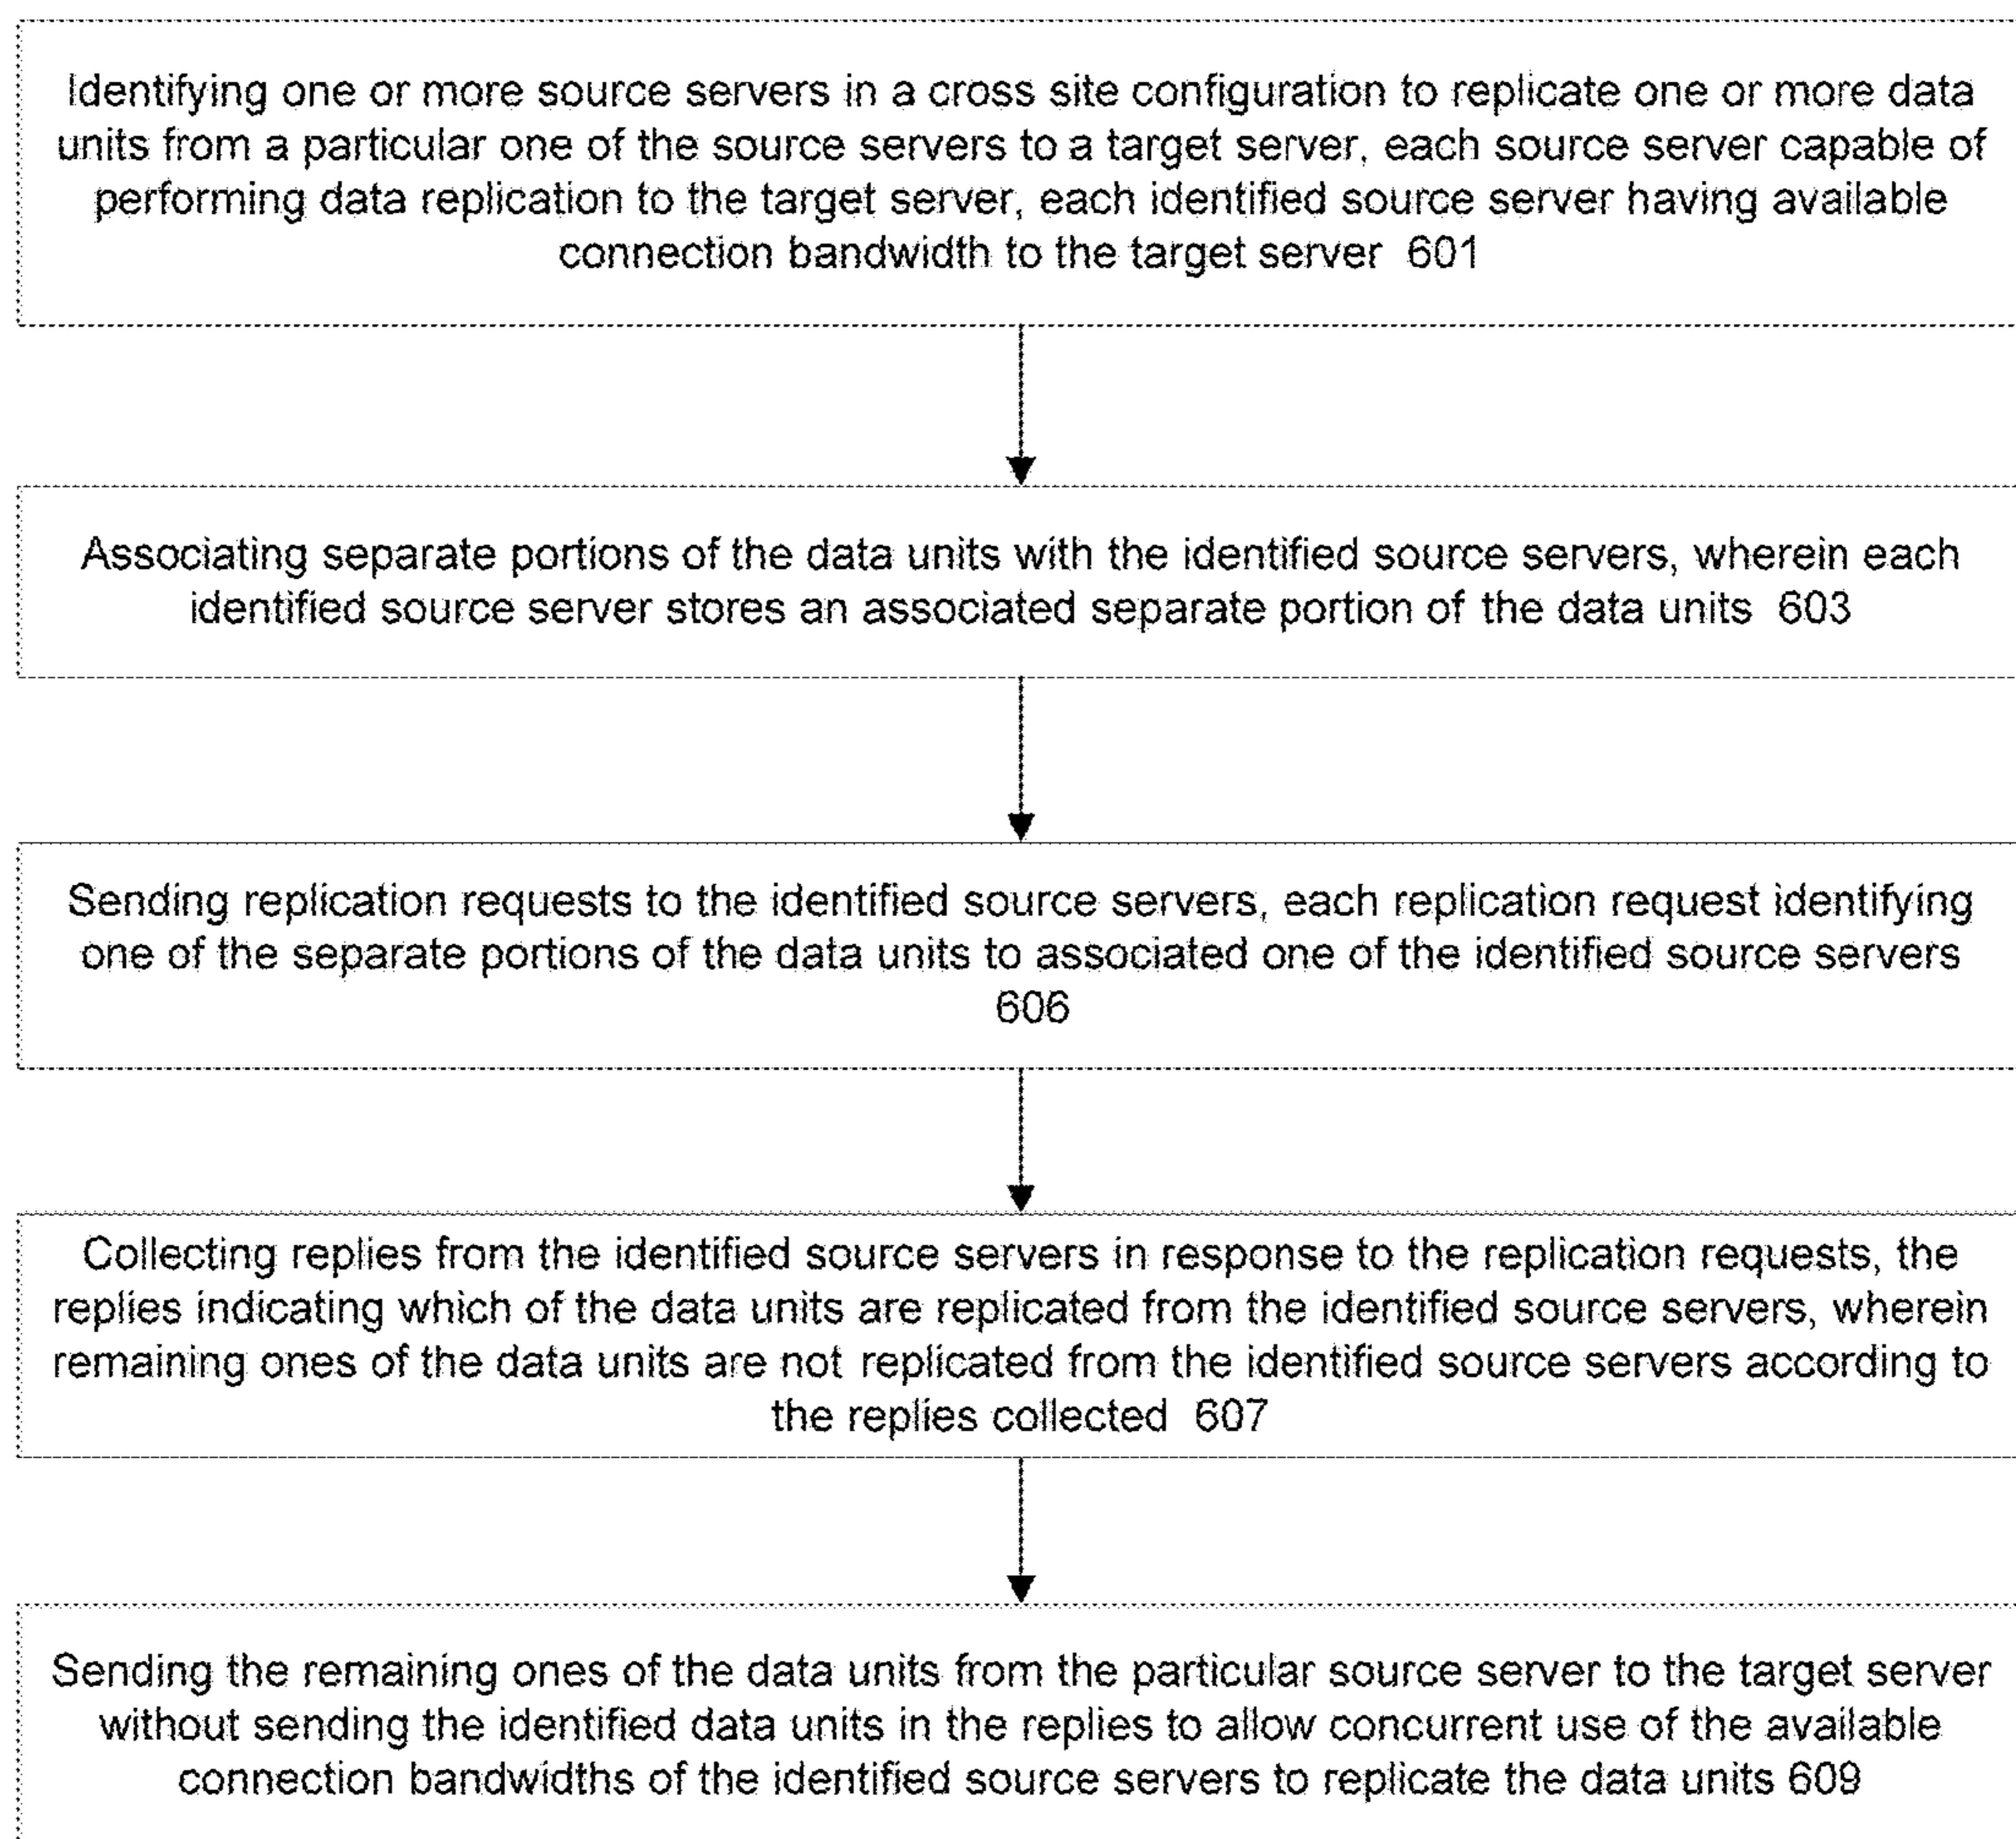 Identifying one or more source servers in a cross site configuration to replicate one or more data
units from a particular one of the source servers to a target server, each source server capable of
performing data replication to the target server, each identified source server having available
connection bandwidth to the target server 601
Associating separate portions of the data units with the identified source servers, wherein each
identified source server stores an associated separate portion of the data units 603
Sending replication requests to the identified source servers, each replication request identifying
one of the separate portions of the data units to associated one of the identified source servers
606
Collecting replies from the identified source servers in response to the replication requests, the
replies indicating which of the data units are replicated from the identified source servers, wherein
remaining ones of the data units are not replicated from the identified source servers according to
the replies collected 607
Sending the remaining ones of the data units from the particular source server to the target server
without sending the identified data units in the replies to allow concurrent use of the available
connection bandwidths of the identified source servers to replicate the data units 609